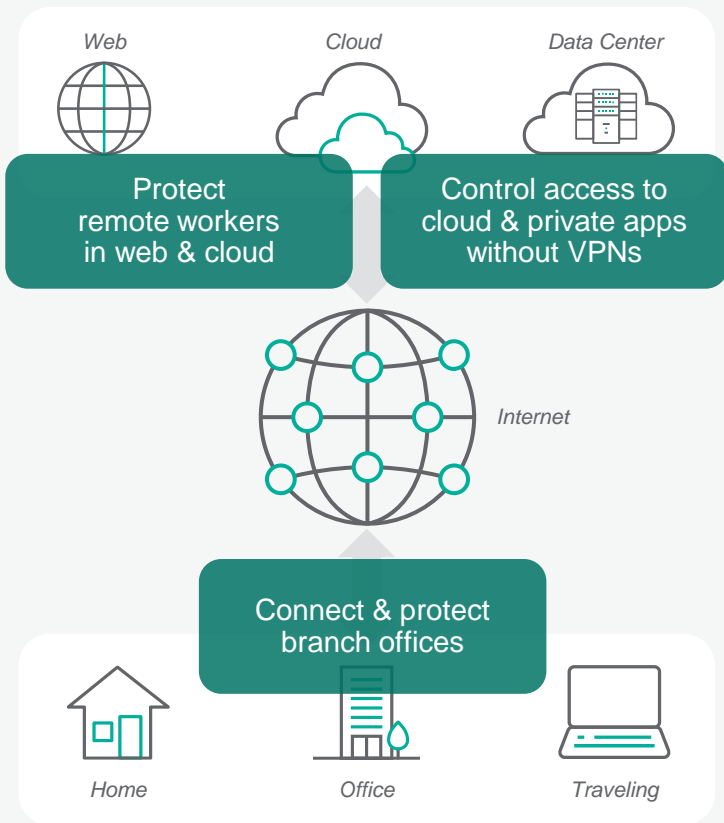 Web
Cloud
Data Center
Protect
remote workers
in web & cloud
Control access to
cloud & private apps
without VPNs
Internet
Connect & protect
branch offices
Home
Office
Traveling